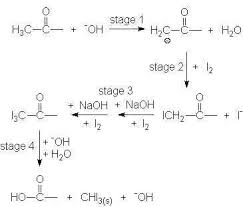 O O
H₃C—C— + ⁻OH stage 1 H₂C—C— + H₂O
⊖
stage 2 + I₂
O stage 3 O
+ NaOH + NaOH
I₃C—C— ICH₂—C— + I⁻
+ I₂ + I₂
stage 4 + ⁻OH
+ H₂O
O
HO—C— + CHI₃(s) + ⁻OH